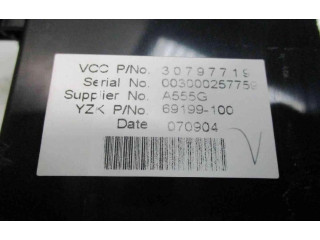 VCC P/No. 30797719
Serial No. 003000257759
Supplier No. A555G
YZK P/No. 69199-100
Date 070904
V